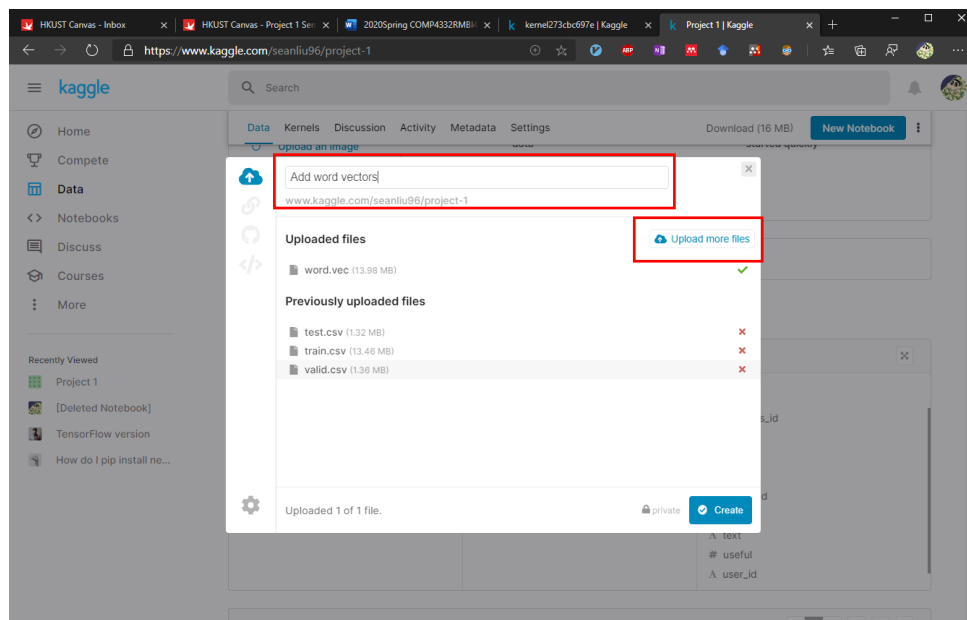 HKUST Canvas - Inbox
HKUST Canvas - Project 1 Sen
2020Spring COMP4332RMBI
kernel273cbc697e | Kaggle
Project 1 | Kaggle
https://www.kaggle.com/seanliu96/project-1
kaggle
Search
Home
Compete
Data
Notebooks
Discuss
Courses
More
Recently Viewed
Project 1
[Deleted Notebook]
TensorFlow version
How do I pip install ne...
Data Kernels Discussion Activity Metadata Settings Download (16 MB) New Notebook
Upload an image data started quickly
Add word vectors
www.kaggle.com/seanliu96/project-1
Uploaded files Upload more files
word.vec (13.98 MB)
Previously uploaded files
test.csv (1.32 MB)
train.csv (13.46 MB)
valid.csv (1.36 MB)
s_id
d
Uploaded 1 of 1 file. private Create
A text
# useful
A user_id